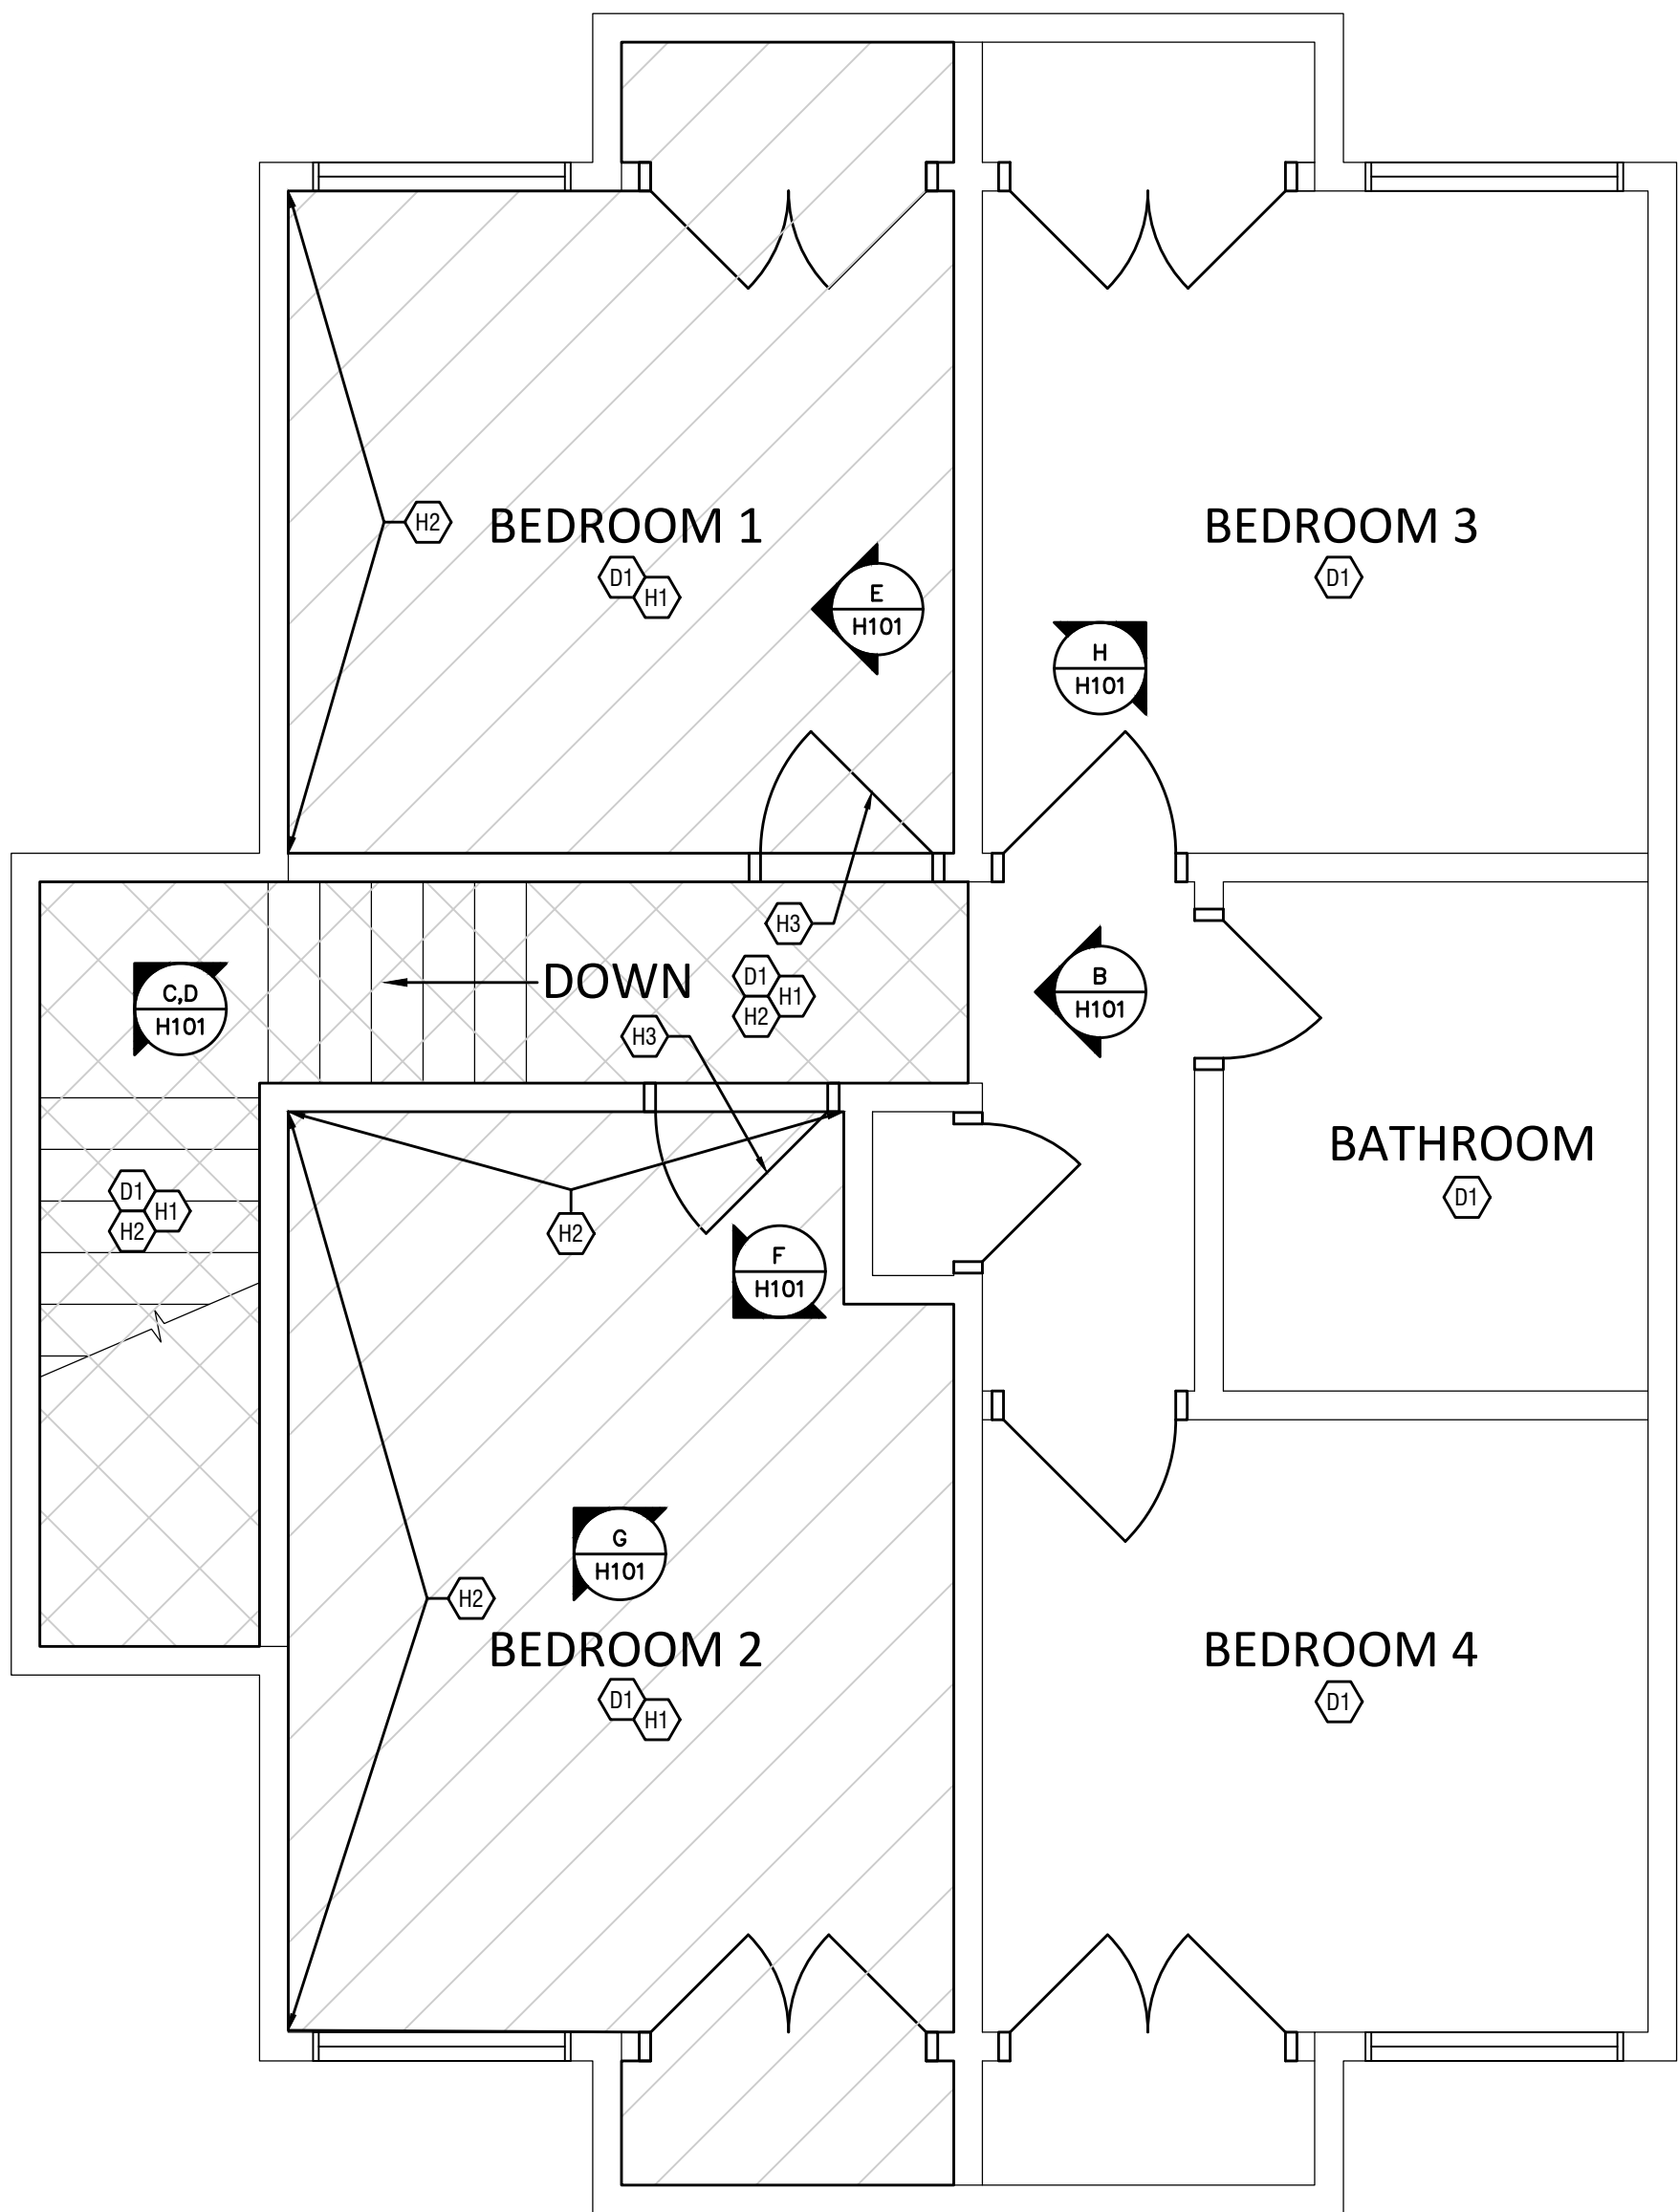 H2
BEDROOM 1
D1
H1
E
H101
BEDROOM 3
D1
H
H101
H3
C,D
H101
DOWN
D1
H1
H2
B
H101
H3
D1
H1
H2
H2
F
H101
BATHROOM
D1
G
H101
H2
BEDROOM 2
D1
H1
BEDROOM 4
D1